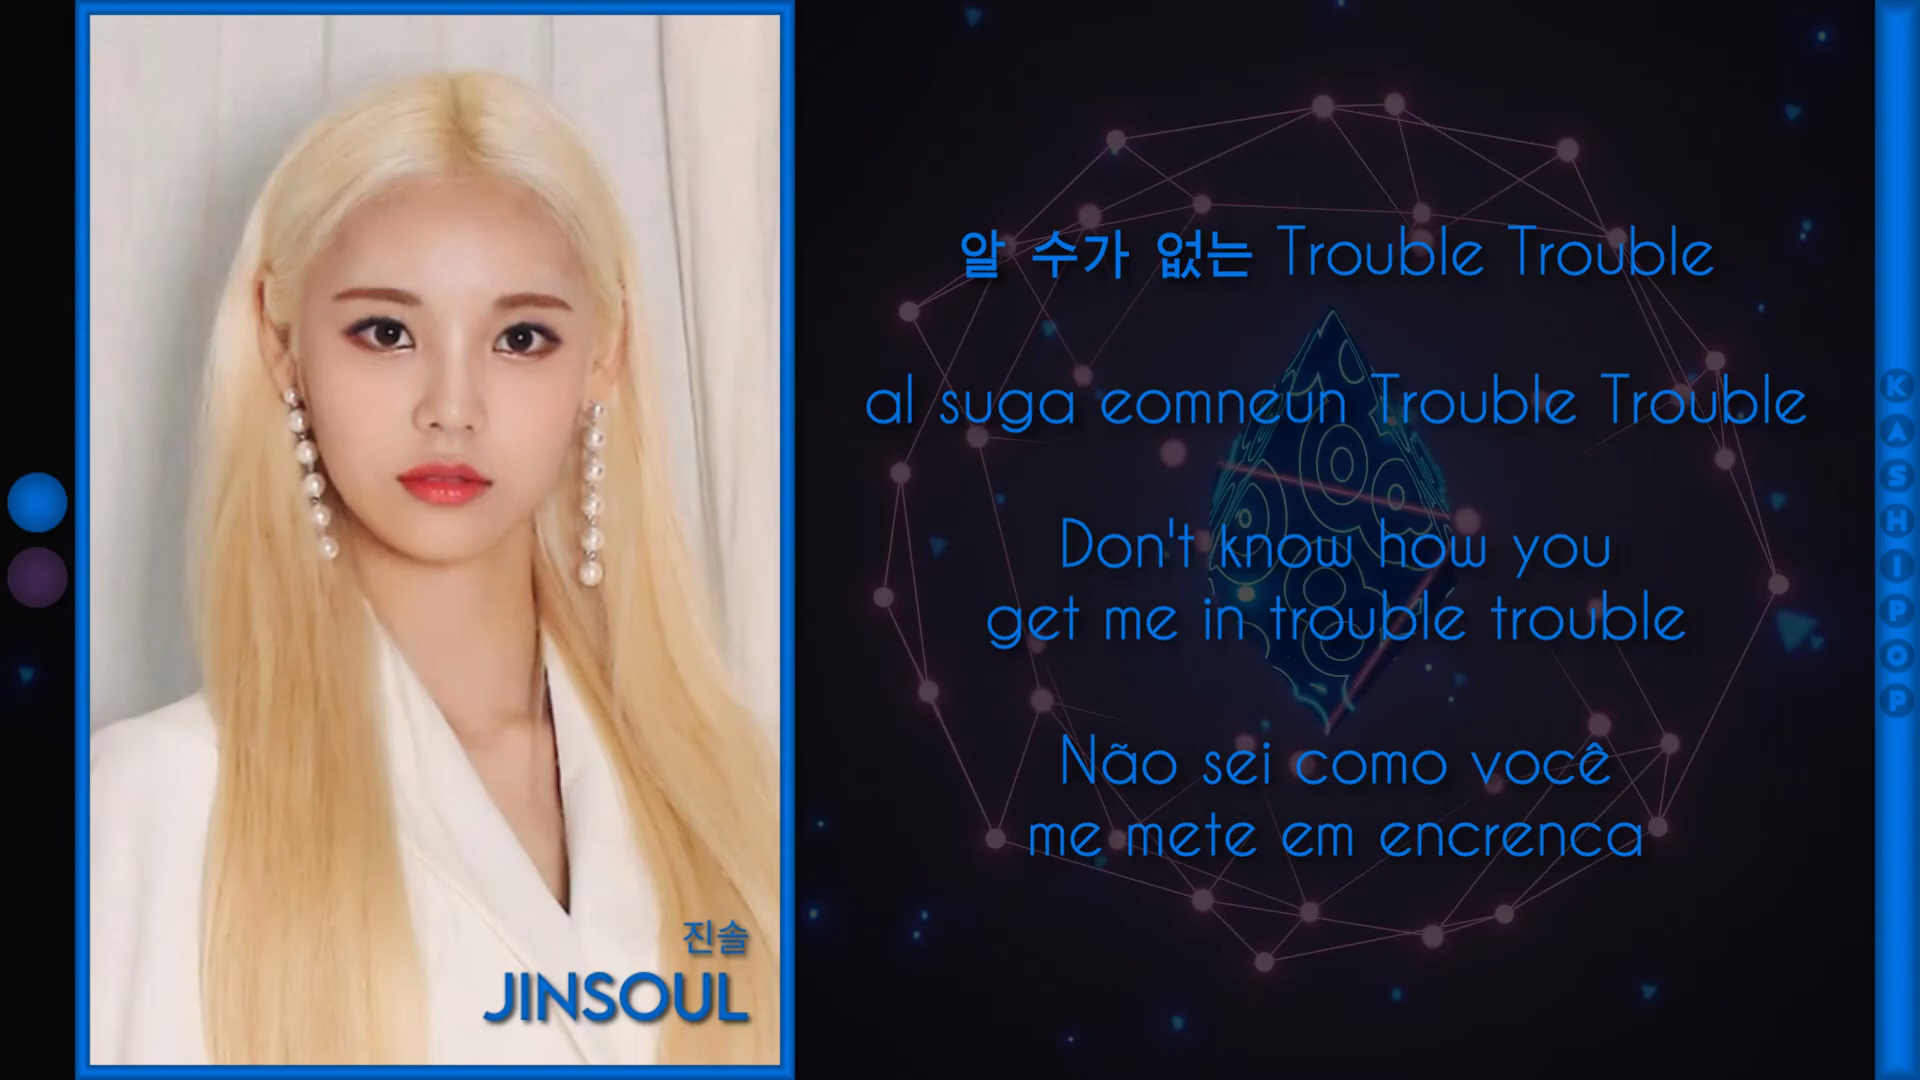 진솔
JINSOUL
알 수가 없는 Trouble Trouble
al suga eomneun Trouble Trouble
Don't know how you
get me in trouble trouble
Não sei como você
me mete em encrenca
KASHIPOP